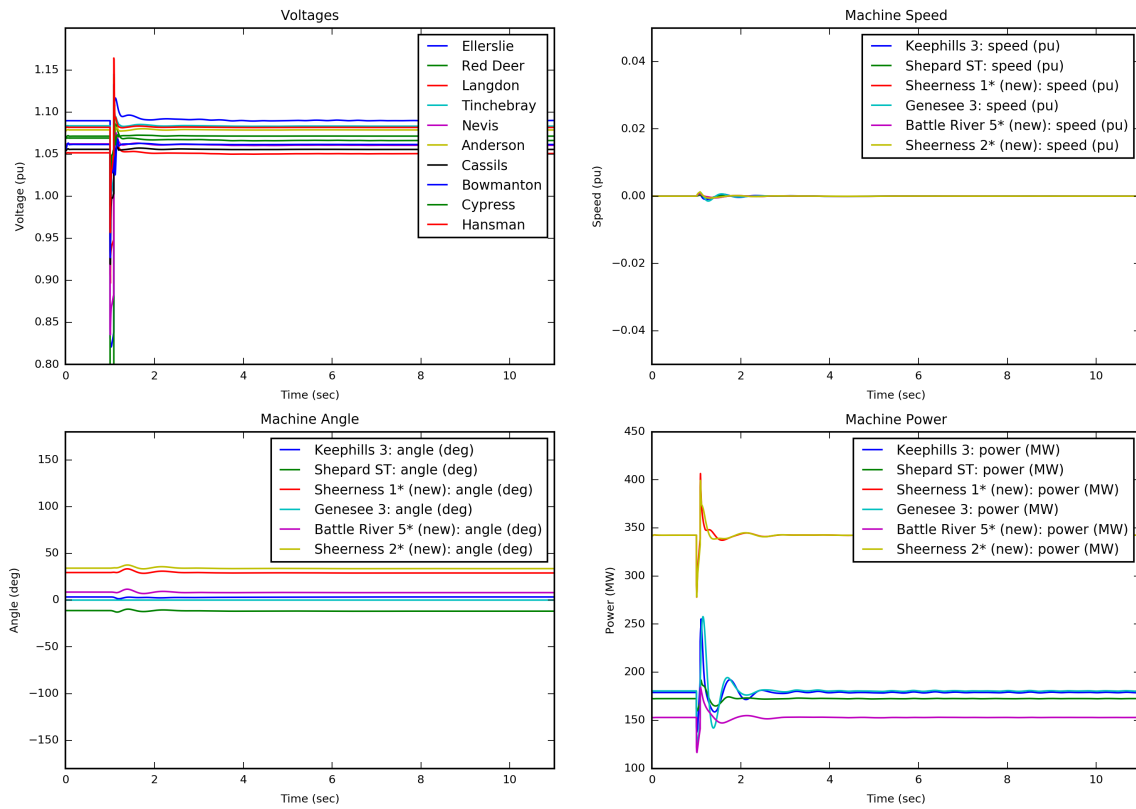 Voltages
1.15
1.10
1.05
1.00
0.95
0.90
0.85
0.80
Voltage (pu)
0 2 4 6 8 10
Time (sec)
Ellerslie
Red Deer
Langdon
Tinchebray
Nevis
Anderson
Cassils
Bowmanton
Cypress
Hansman
Machine Speed
0.04
0.02
0.00
−0.02
−0.04
Speed (pu)
0 2 4 6 8 10
Time (sec)
Keephills 3: speed (pu)
Shepard ST: speed (pu)
Sheerness 1* (new): speed (pu)
Genesee 3: speed (pu)
Battle River 5* (new): speed (pu)
Sheerness 2* (new): speed (pu)
Machine Angle
150
100
50
0
−50
−100
−150
Angle (deg)
0 2 4 6 8 10
Time (sec)
Keephills 3: angle (deg)
Shepard ST: angle (deg)
Sheerness 1* (new): angle (deg)
Genesee 3: angle (deg)
Battle River 5* (new): angle (deg)
Sheerness 2* (new): angle (deg)
Machine Power
450
400
350
300
250
200
150
100
Power (MW)
0 2 4 6 8 10
Time (sec)
Keephills 3: power (MW)
Shepard ST: power (MW)
Sheerness 1* (new): power (MW)
Genesee 3: power (MW)
Battle River 5* (new): power (MW)
Sheerness 2* (new): power (MW)